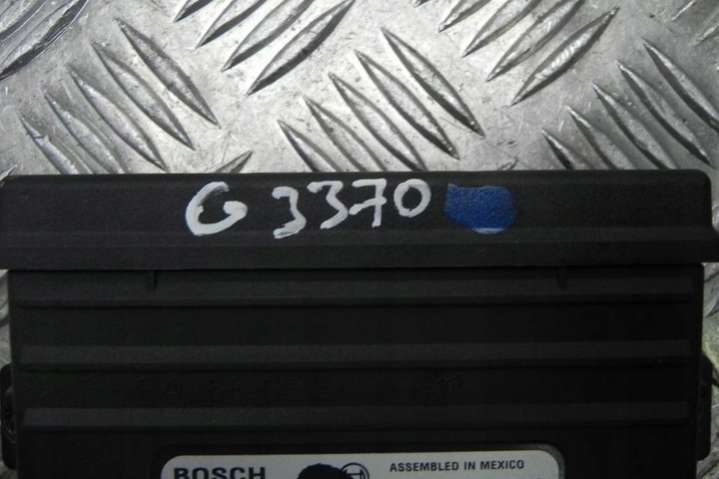 G 3370
BOSCH
ASSEMBLED IN MEXICO